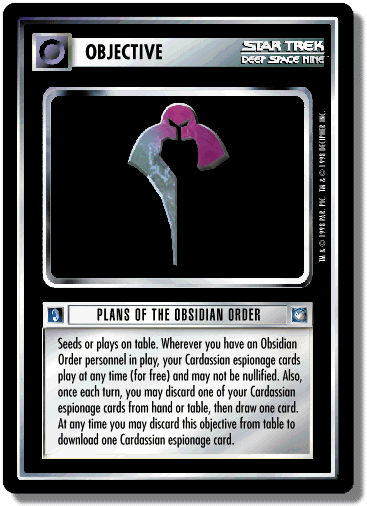 OBJECTIVE
STAR TREK
DEEP SPACE NINE
TM & © 1998 PAR. PIC. TM & © 1998 DECIPHER INC.
PLANS OF THE OBSIDIAN ORDER
Seeds or plays on table. Wherever you have an Obsidian
Order personnel in play, your Cardassian espionage cards
play at any time (for free) and may not be nullified. Also,
once each turn, you may discard one of your Cardassian
espionage cards from hand or table, then draw one card.
At any time you may discard this objective from table to
download one Cardassian espionage card.